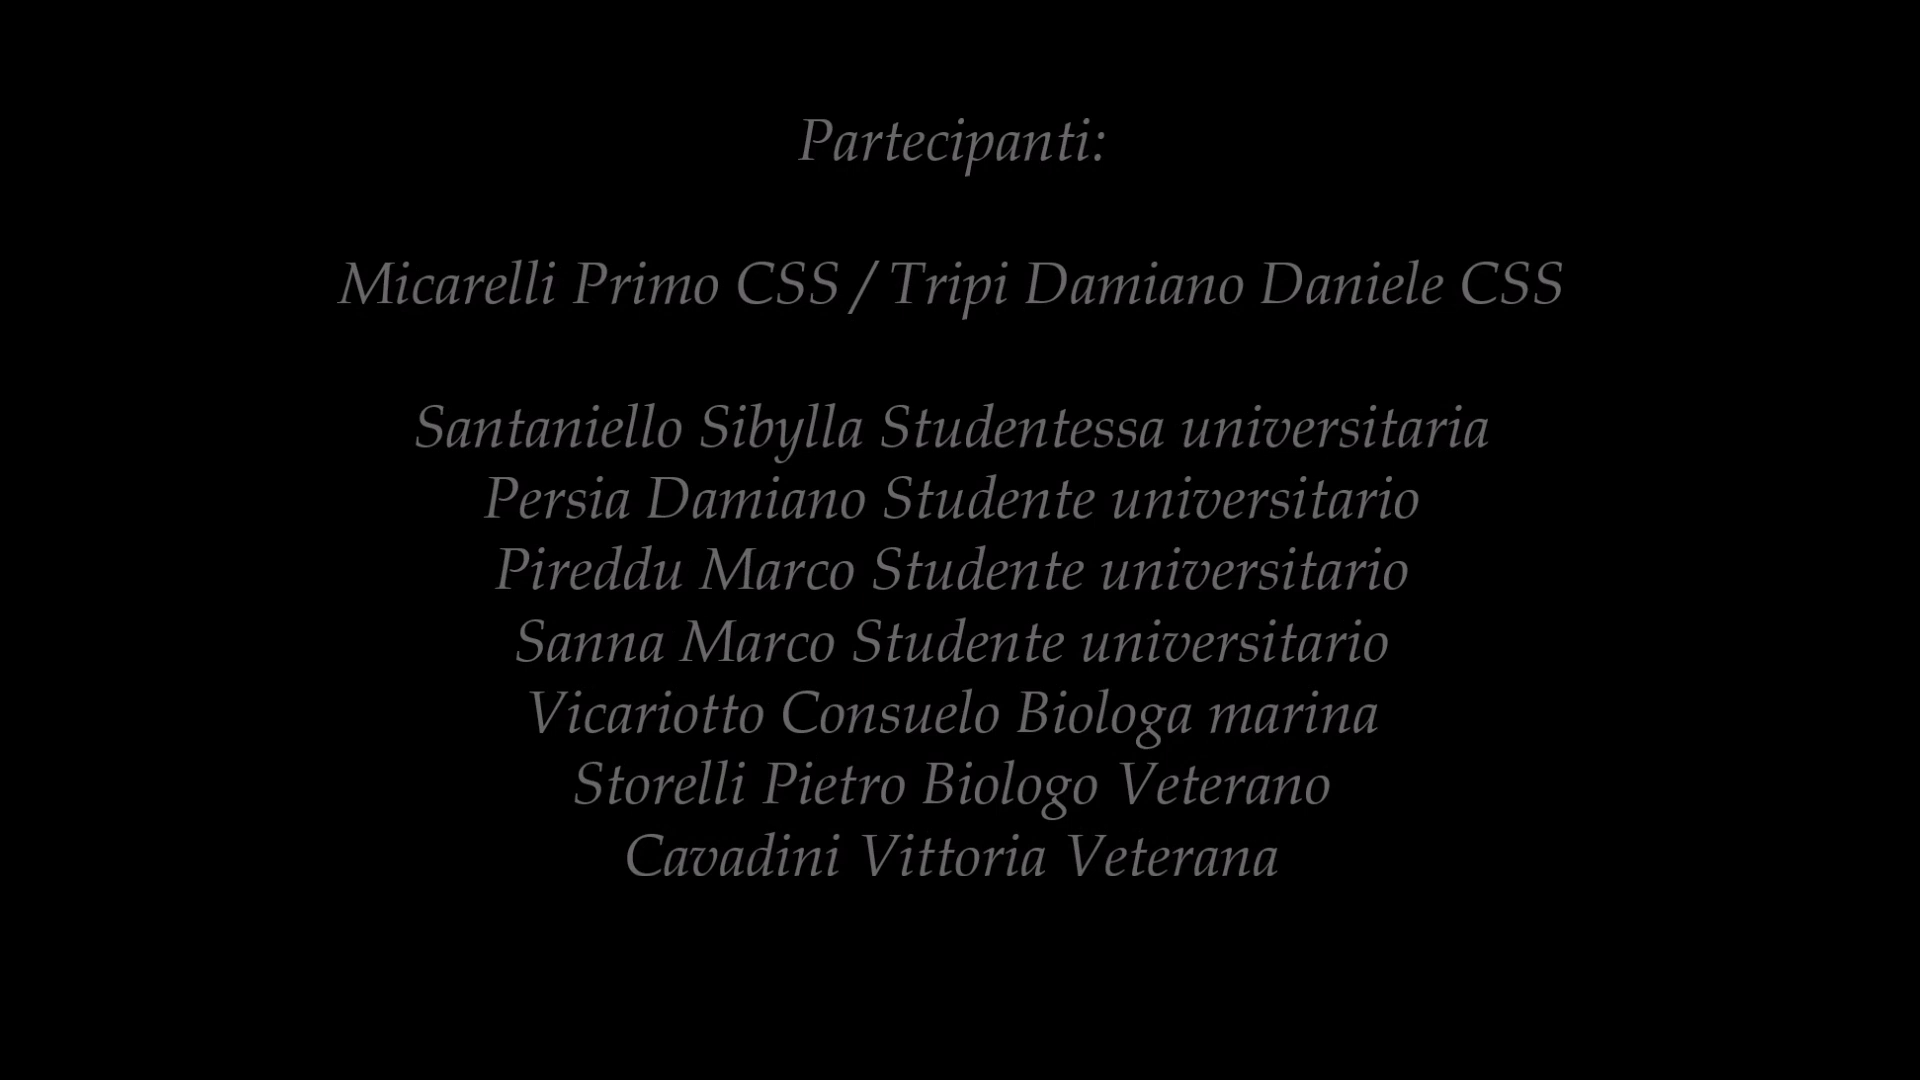 Partecipanti:
Micarelli Primo CSS / Tripi Damiano Daniele CSS
Santaniello Sibylla Studentessa universitaria
Persia Damiano Studente universitario
Pireddu Marco Studente universitario
Sanna Marco Studente universitario
Vicariotto Consuelo Biologa marina
Storelli Pietro Biologo Veterano
Cavadini Vittoria Veterana